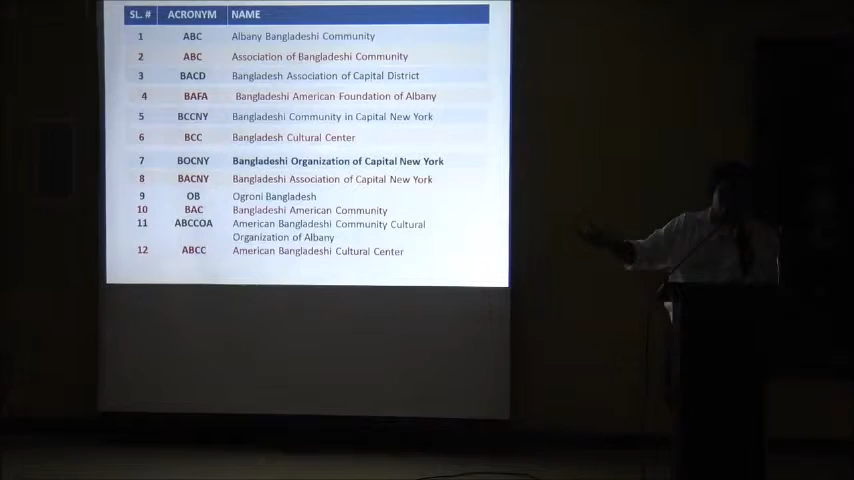 SL. # ACRONYM NAME
1 ABC Albany Bangladeshi Community
2 ABC Association of Bangladeshi Community
3 BACD Bangladesh Association of Capital District
4 BAFA Bangladeshi American Foundation of Albany
5 BCCNY Bangladeshi Community in Capital New York
6 BCC Bangladesh Cultural Center
7 BOCNY Bangladeshi Organization of Capital New York
8 BACNY Bangladeshi Association of Capital New York
9 OB Ogroni Bangladesh
10 BAC Bangladeshi American Community
11 ABCCOA American Bangladeshi Community Cultural
Organization of Albany
12 ABCC American Bangladeshi Cultural Center